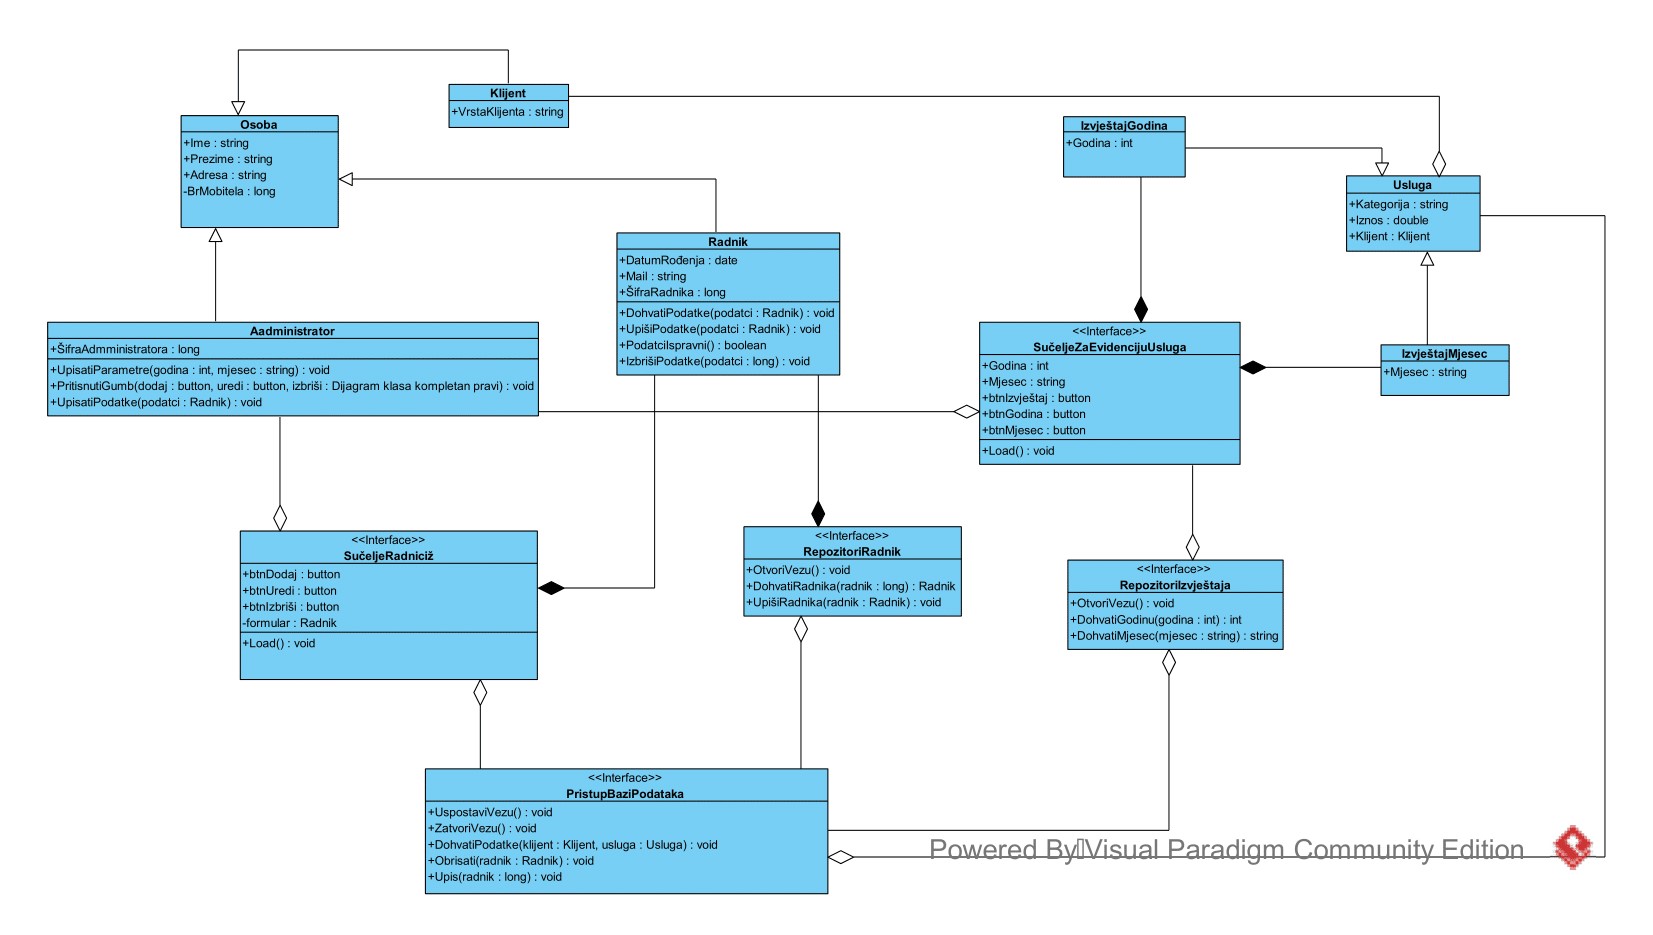 Klijent
+VrstaKlijenta : string
Osoba
+Ime : string
+Prezime : string
+Adresa : string
-BrMobitela : long
IzvještajGodina
+Godina : int
Usluga
+Kategorija : string
+Iznos : double
+Klijent : Klijent
Radnik
+DatumRođenja : date
+Mail : string
+ŠifraRadnika : long
+DohvatiPodatke(podatci : Radnik) : void
+UpišiPodatke(podatci : Radnik) : void
+PodatciIspravni() : boolean
+IzbrišiPodatke(podatci : long) : void
Aadministrator
+ŠifraAdmministratora : long
+UpisatiParametre(godina : int, mjesec : string) : void
+PritisnutiGumb(dodaj : button, uredi : button, izbriši : Dijagram klasa kompletan pravi) : void
+UpisatiPodatke(podatci : Radnik) : void
<<Interface>>
SučeljeZaEvidencijuUsluga
+Godina : int
+Mjesec : string
+btnIzvještaj : button
+btnGodina : button
+btnMjesec : button
+Load() : void
IzvještajMjesec
+Mjesec : string
<<Interface>>
SučeljeRadniciž
+btnDodaj : button
+btnUredi : button
+btnIzbriši : button
-formular : Radnik
+Load() : void
<<Interface>>
RepozitoriRadnik
+OtvoriVezu() : void
+DohvatiRadnika(radnik : long) : Radnik
+UpišiRadnika(radnik : Radnik) : void
<<Interface>>
RepozitoriIzvještaja
+OtvoriVezu() : void
+DohvatiGodinu(godina : int) : int
+DohvatiMjesec(mjesec : string) : string
<<Interface>>
PristupBaziPodataka
+UspostaviVezu() : void
+ZatvoriVezu() : void
+DohvatiPodatke(klijent : Klijent, usluga : Usluga) : void
+Obrisati(radnik : Radnik) : void
+Upis(radnik : long) : void
Powered By Visual Paradigm Community Edition